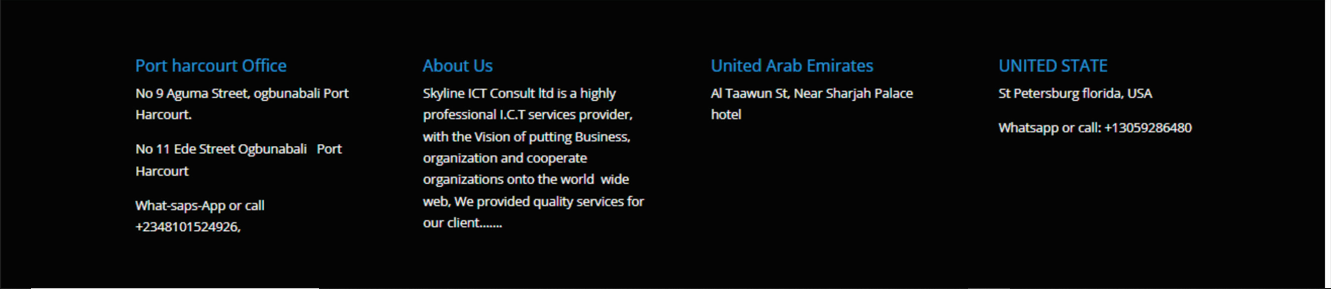 Port harcourt Office
No 9 Aguma Street, ogbunabali Port
Harcourt.
No 11 Ede Street Ogbunabali   Port
Harcourt
What-saps-App or call
+2348101524926,
About Us
Skyline ICT Consult ltd is a highly
professional I.C.T services provider,
with the Vision of putting Business,
organization and cooperate
organizations onto the world  wide
web, We provided quality services for
our client.......
United Arab Emirates
Al Taawun St, Near Sharjah Palace
hotel
UNITED STATE
St Petersburg florida, USA
Whatsapp or call: +13059286480